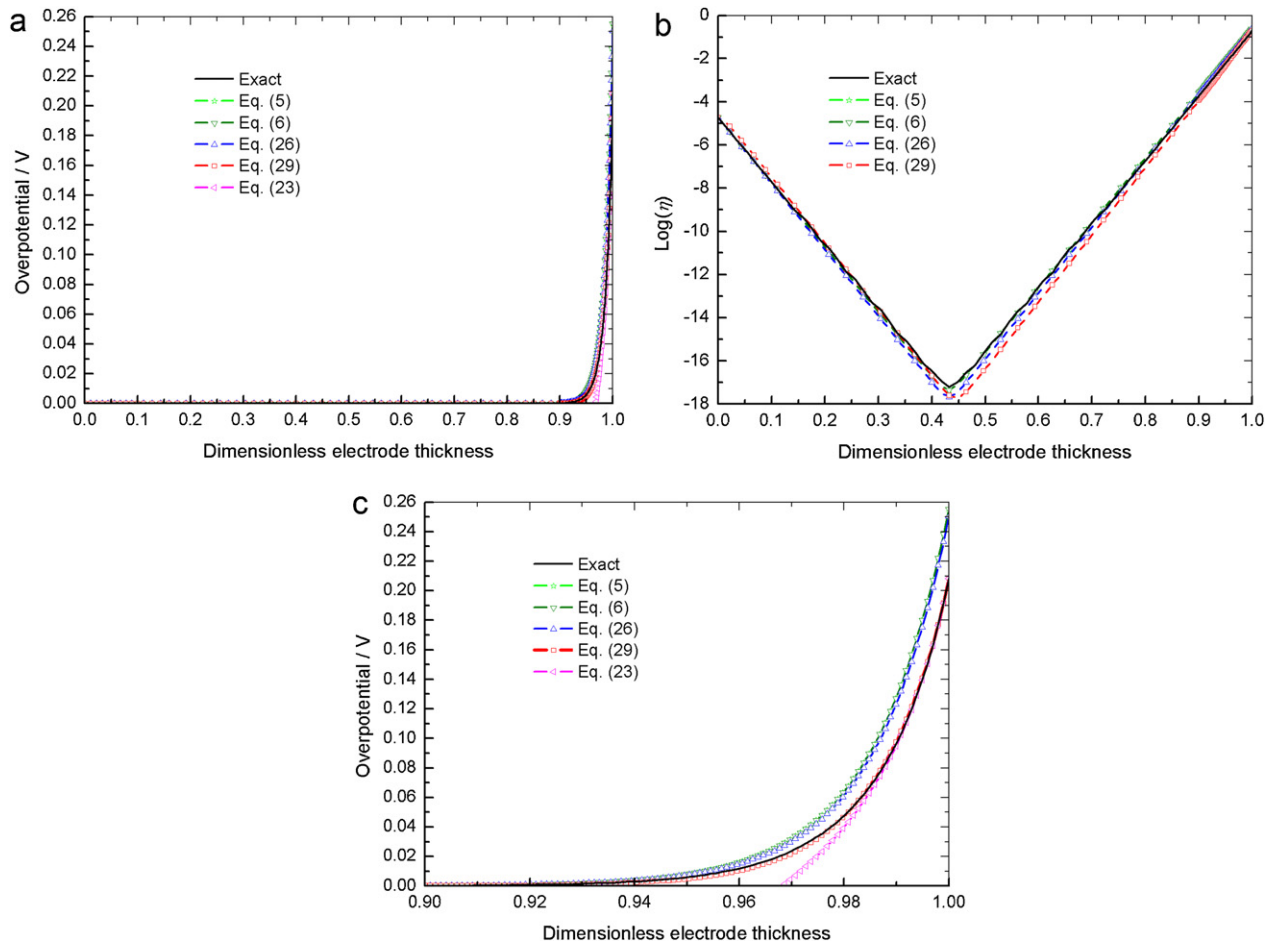 a
0.26
0.24
0.22
0.20
0.18
0.16
0.14
0.12
0.10
0.08
0.06
0.04
0.02
0.00
Overpotential / V
Exact
Eq. (5)
Eq. (6)
Eq. (26)
Eq. (29)
Eq. (23)
0.0 0.1 0.2 0.3 0.4 0.5 0.6 0.7 0.8 0.9 1.0
Dimensionless electrode thickness
b
0
-2
-4
-6
-8
-10
-12
-14
-16
-18
Log(η)
Exact
Eq. (5)
Eq. (6)
Eq. (26)
Eq. (29)
0.0 0.1 0.2 0.3 0.4 0.5 0.6 0.7 0.8 0.9 1.0
Dimensionless electrode thickness
c
0.26
0.24
0.22
0.20
0.18
0.16
0.14
0.12
0.10
0.08
0.06
0.04
0.02
0.00
Overpotential / V
Exact
Eq. (5)
Eq. (6)
Eq. (26)
Eq. (29)
Eq. (23)
0.90 0.92 0.94 0.96 0.98 1.00
Dimensionless electrode thickness